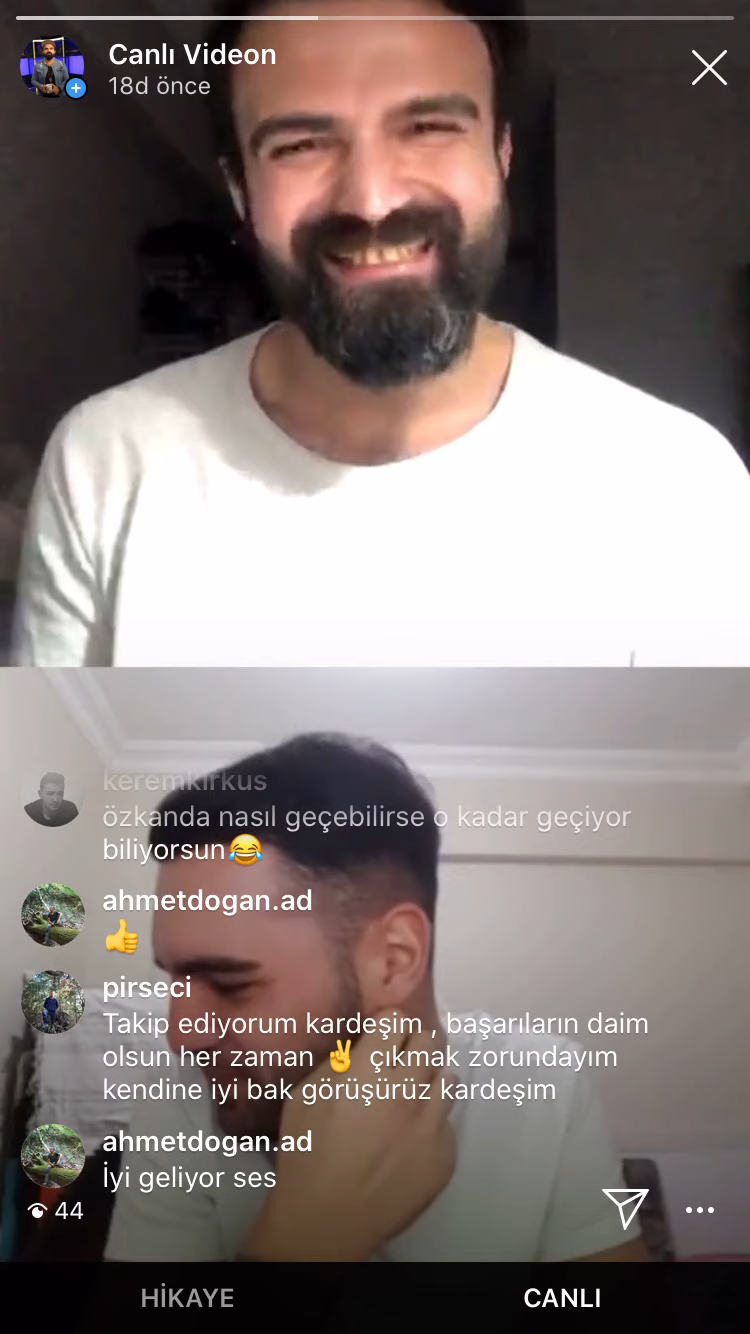 Canlı Videon
18d önce
keremkirkus
özkanda nasıl geçebilirse o kadar geçiyor
biliyorsun😂
ahmetdogan.ad
👍
pirseci
Takip ediyorum kardeşim , başarıların daim
olsun her zaman ✌️ çıkmak zorundayım
kendine iyi bak görüşürüz kardeşim
ahmetdogan.ad
İyi geliyor ses
44
HİKAYE
CANLI